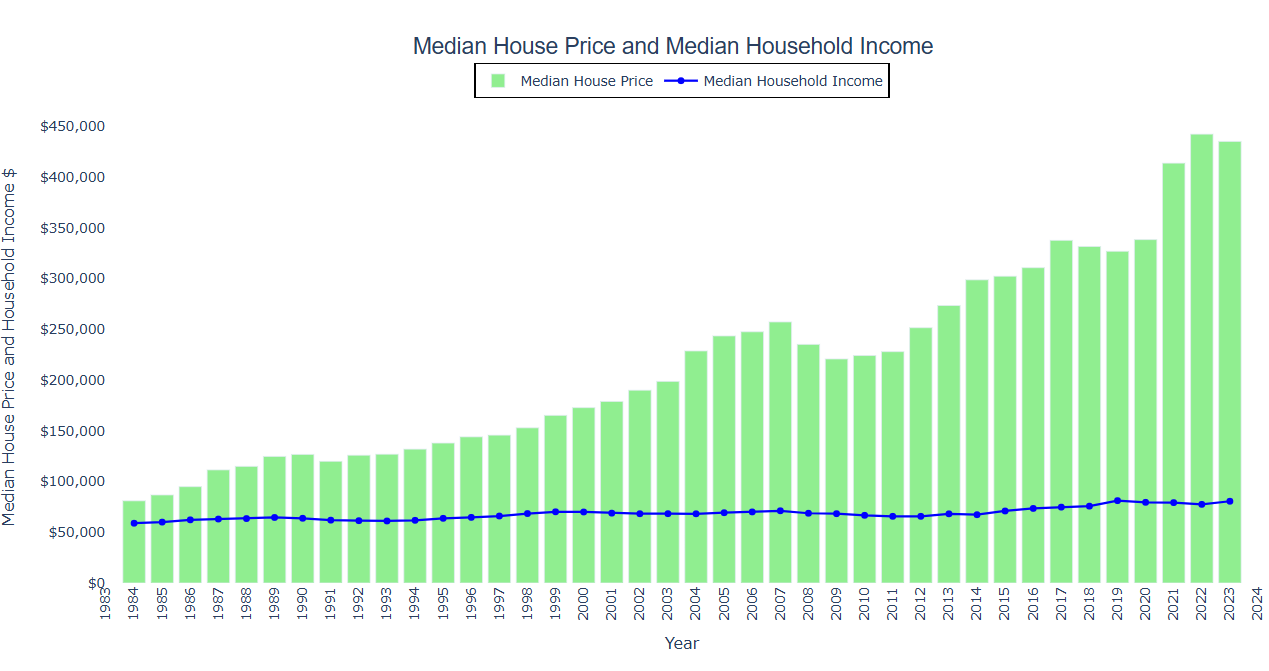 Median House Price and Median Household Income
Median House Price Median Household Income
Median House Price and Household Income $
$450,000
$400,000
$350,000
$300,000
$250,000
$200,000
$150,000
$100,000
$50,000
$0
1983 1984 1985 1986 1987 1988 1989 1990 1991 1992 1993 1994 1995 1996 1997 1998 1999 2000 2001 2002 2003 2004 2005 2006 2007 2008 2009 2010 2011 2012 2013 2014 2015 2016 2017 2018 2019 2020 2021 2022 2023 2024
Year